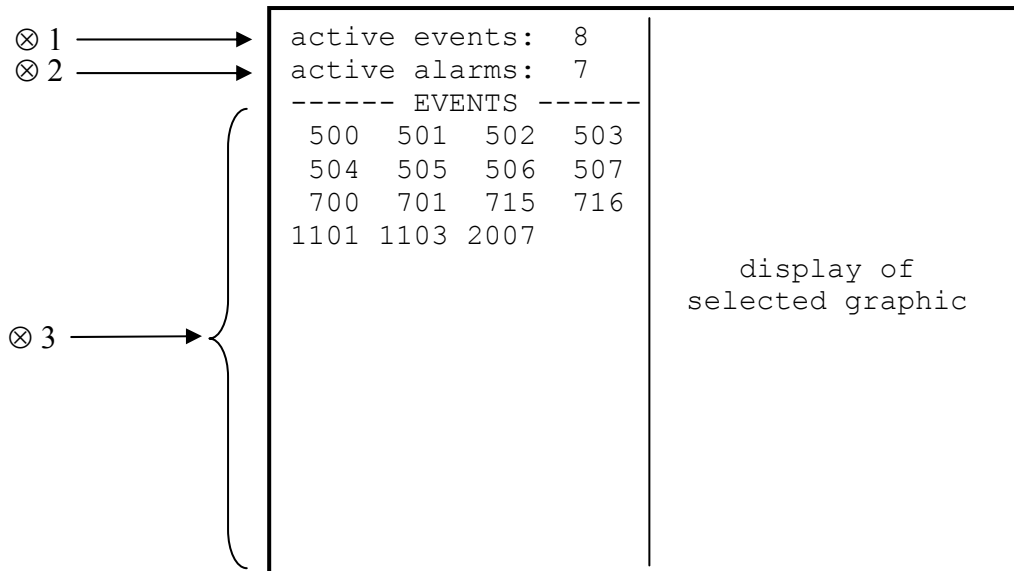 ⊗ 1
active events: 8
⊗ 2
active alarms: 7
------ EVENTS ------
500 501 502 503
504 505 506 507
700 701 715 716
1101 1103 2007
⊗ 3
display of
selected graphic